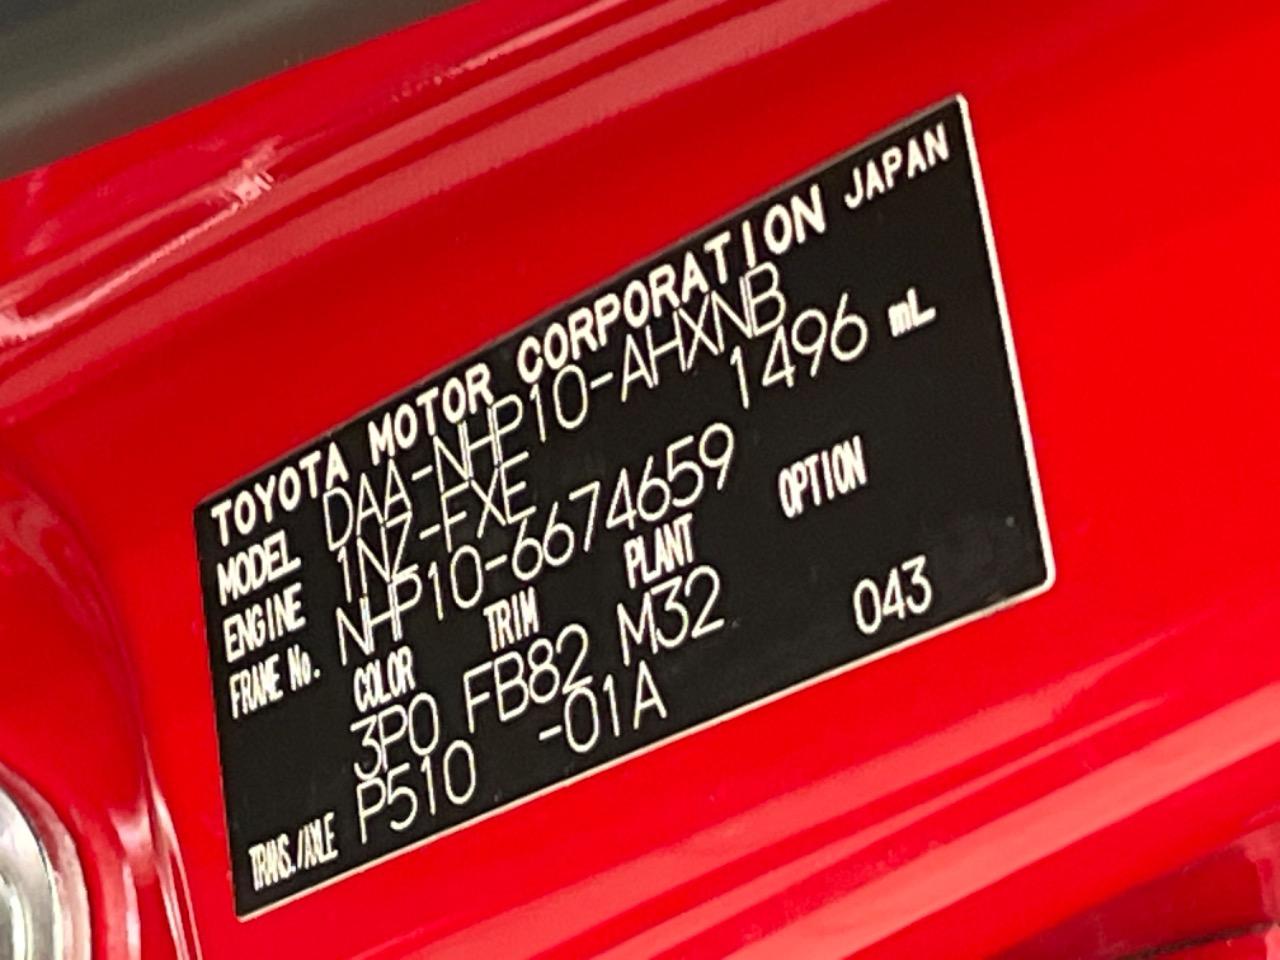 TOYOTA MOTOR CORPORATION JAPAN
MODEL DAA-NHP10-AHXNB
ENGINE 1NZ-FXE 1496 mL
FRAME No. NHP10-6674659
COLOR TRIM PLANT OPTION
3P0 FB82 M32 043
TRANS./AXLE P510 -01A